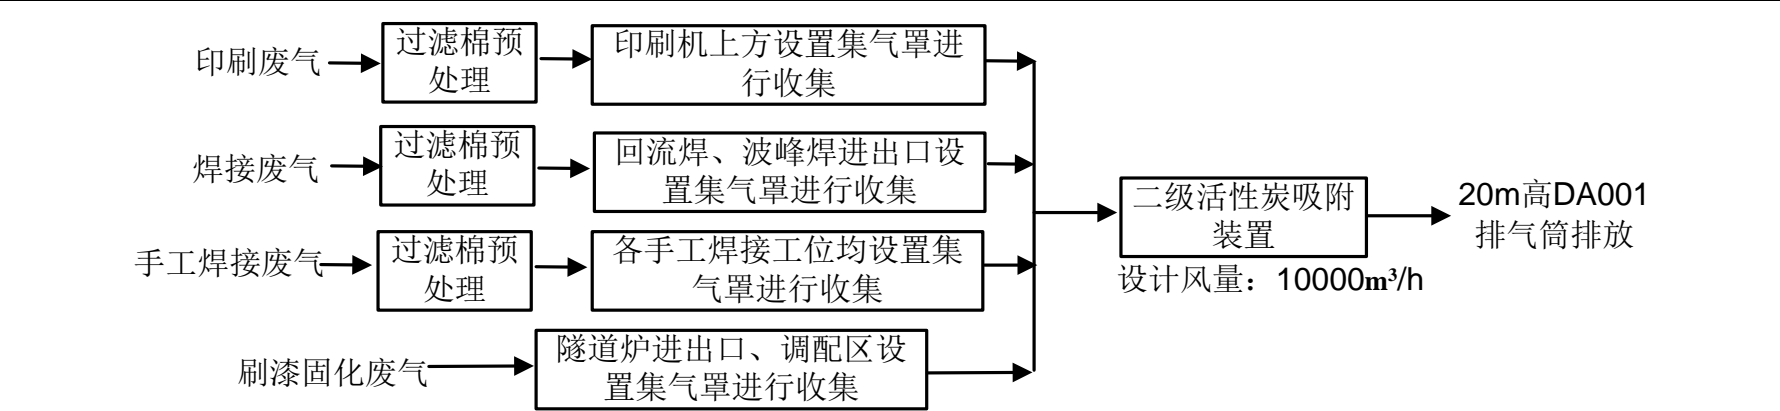 印刷废气
过滤棉预
处理
印刷机上方设置集气罩进
行收集
焊接废气
过滤棉预
处理
回流焊、波峰焊进出口设
置集气罩进行收集
手工焊接废气
过滤棉预
处理
各手工焊接工位均设置集
气罩进行收集
刷漆固化废气
隧道炉进出口、调配区设
置集气罩进行收集
二级活性炭吸附
装置
设计风量：10000m³/h
20m高DA001
排气筒排放